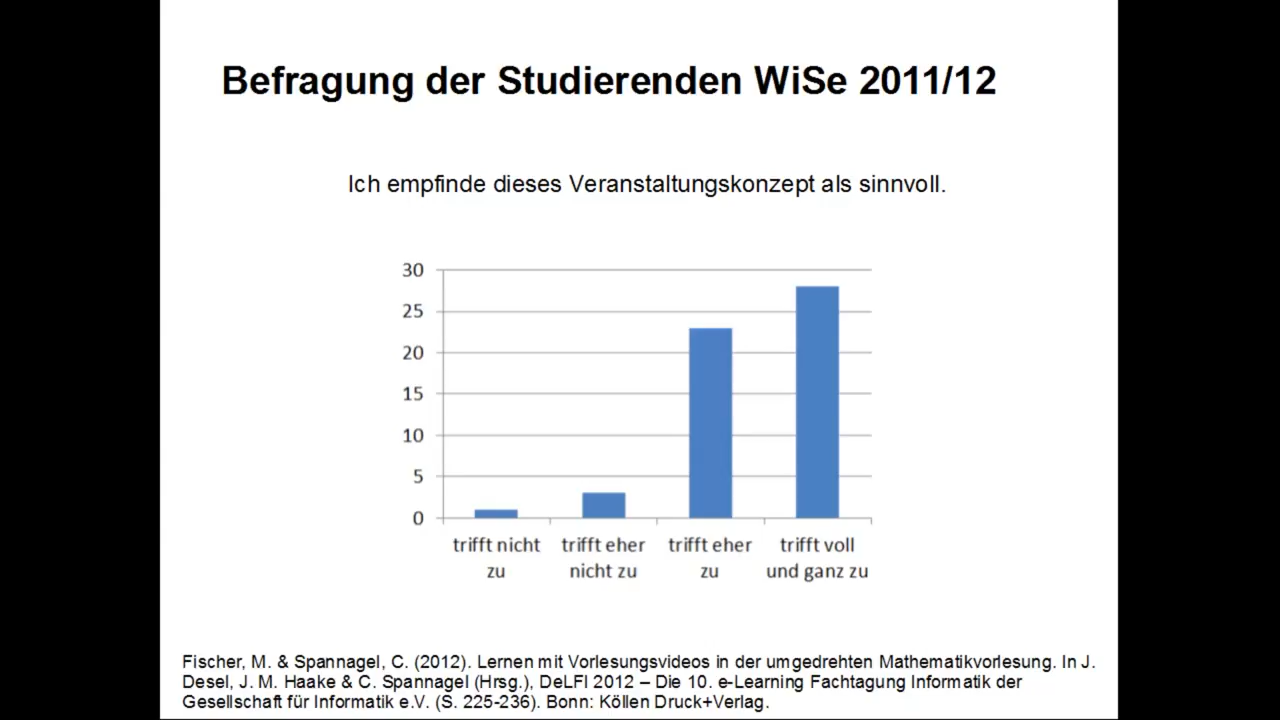 Befragung der Studierenden WiSe 2011/12
Ich empfinde dieses Veranstaltungskonzept als sinnvoll.
30
25
20
15
10
5
0
trifft nicht zu
trifft eher nicht zu
trifft eher zu
trifft voll und ganz zu
Fischer, M. & Spannagel, C. (2012). Lernen mit Vorlesungsvideos in der umgedrehten Mathematikvorlesung. In J.
Desel, J. M. Haake & C. Spannagel (Hrsg.), DeLFI 2012 – Die 10. e-Learning Fachtagung Informatik der
Gesellschaft für Informatik e.V. (S. 225-236). Bonn: Köllen Druck+Verlag.